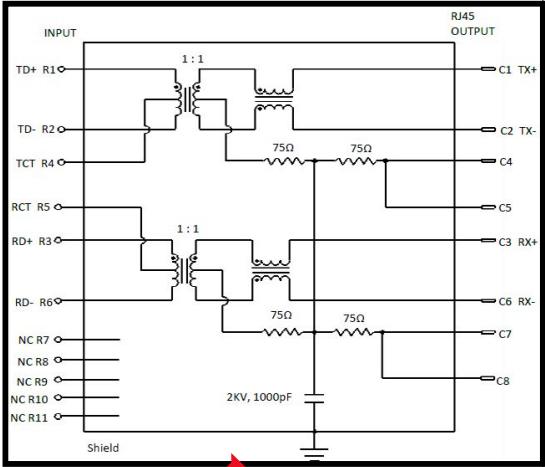 RJ45
INPUT OUTPUT
1 : 1
TD+ R1 C1 TX+
TD- R2 C2 TX-
75Ω 75Ω
TCT R4 C4
RCT R5 C5
1 : 1
RD+ R3 C3 RX+
RD- R6 C6 RX-
75Ω 75Ω
NC R7 C7
NC R8
NC R9 C8
NC R10 2KV, 1000pF
NC R11
Shield